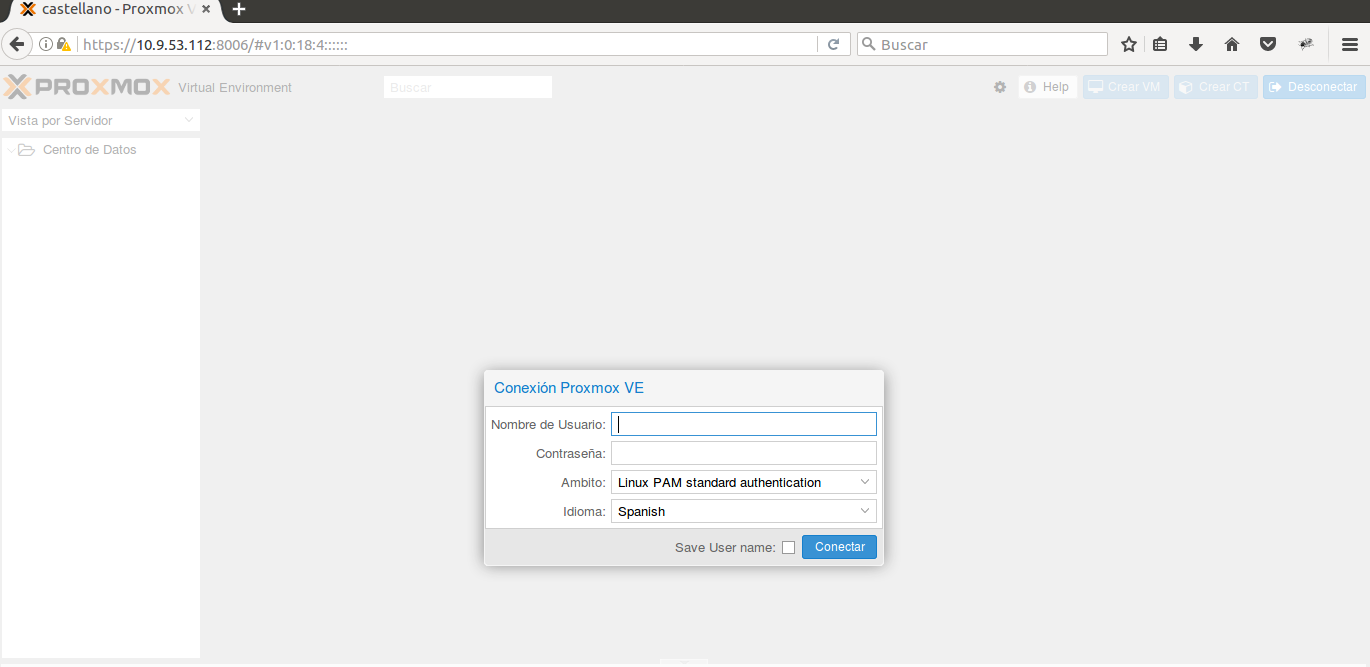 castellano - Proxmox V
https://10.9.53.112:8006/#v1:0:18:4::::::
Buscar
PROXMOX Virtual Environment
Buscar
Help
Crear VM
Crear CT
Desconectar
Vista por Servidor
Centro de Datos
Conexión Proxmox VE
Nombre de Usuario:
Contraseña:
Ambito: Linux PAM standard authentication
Idioma: Spanish
Save User name:
Conectar